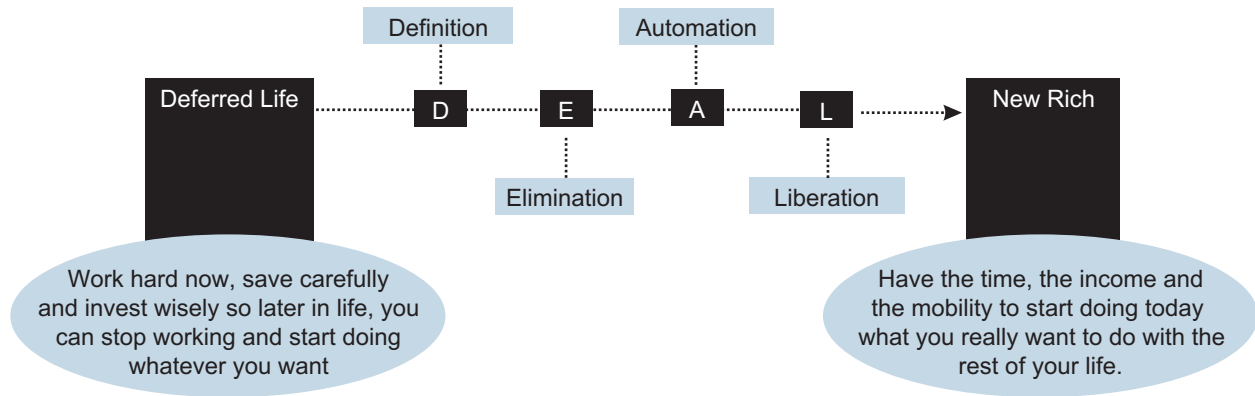 Definition
Automation
Deferred Life
D
E
A
L
New Rich
Elimination
Liberation
Work hard now, save carefully
and invest wisely so later in life, you
can stop working and start doing
whatever you want
Have the time, the income and
the mobility to start doing today
what you really want to do with the
rest of your life.